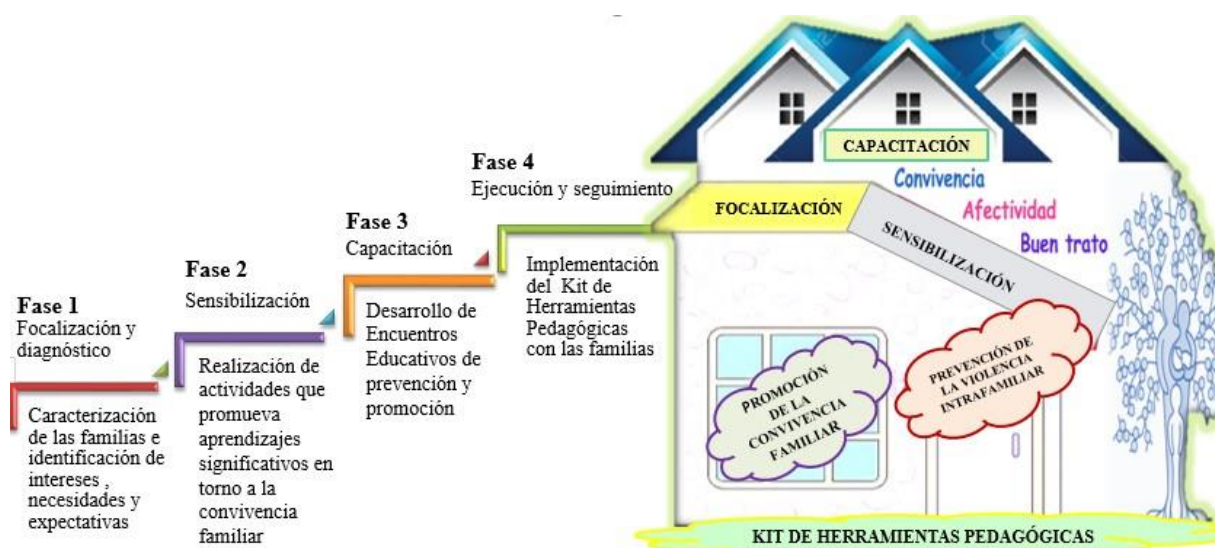 Fase 1
Focalización y
diagnóstico
Caracterización
de las familias e
identificación de
intereses ,
necesidades y
expectativas
Fase 2
Sensibilización
Realización de
actividades que
promueva
aprendizajes
significativos en
torno a la
convivencia
familiar
Fase 3
Capacitación
Desarrollo de
Encuentros
Educativos de
prevención y
promoción
Fase 4
Ejecución y seguimiento
Implementación
del Kit de
Herramientas
Pedagógicas
con las familias
CAPACITACIÓN
Convivencia
Afectividad
Buen trato
FOCALIZACIÓN
SENSIBILIZACIÓN
PROMOCIÓN
DE LA
CONVIVENCIA
FAMILIAR
PREVENCIÓN DE
LA VIOLENCIA
INTRAFAMILIAR
KIT DE HERRAMIENTAS PEDAGÓGICAS